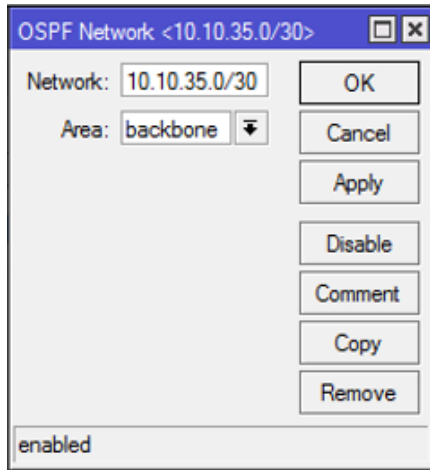 OSPF Network <10.10.35.0/30>
Network: 10.10.35.0/30
Area: backbone
OK
Cancel
Apply
Disable
Comment
Copy
Remove
enabled